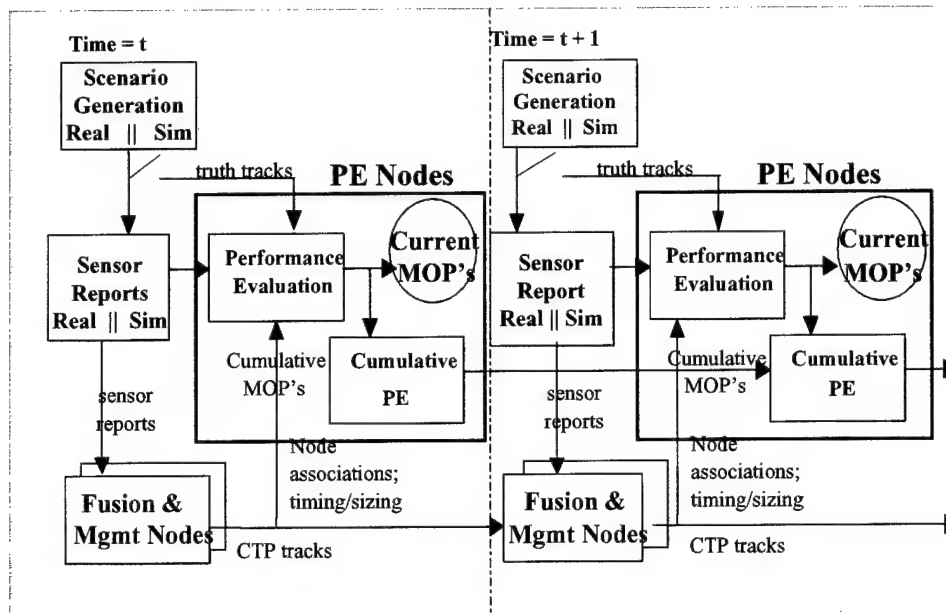 Time = t
Scenario
Generation
Real || Sim
truth tracks
PE Nodes
Sensor
Reports
Real || Sim
Performance
Evaluation
Current
MOP's
Cumulative
MOP's
Cumulative
PE
sensor
reports
Node
associations;
timing/sizing
Fusion &
Mgmt Nodes
CTP tracks
Time = t + 1
Scenario
Generation
Real || Sim
truth tracks
PE Nodes
Sensor
Report
Real || Sim
Performance
Evaluation
Current
MOP's
Cumulative
MOP's
Cumulative
PE
sensor
reports
Node
associations;
timing/sizing
Fusion &
Mgmt Nodes
CTP tracks